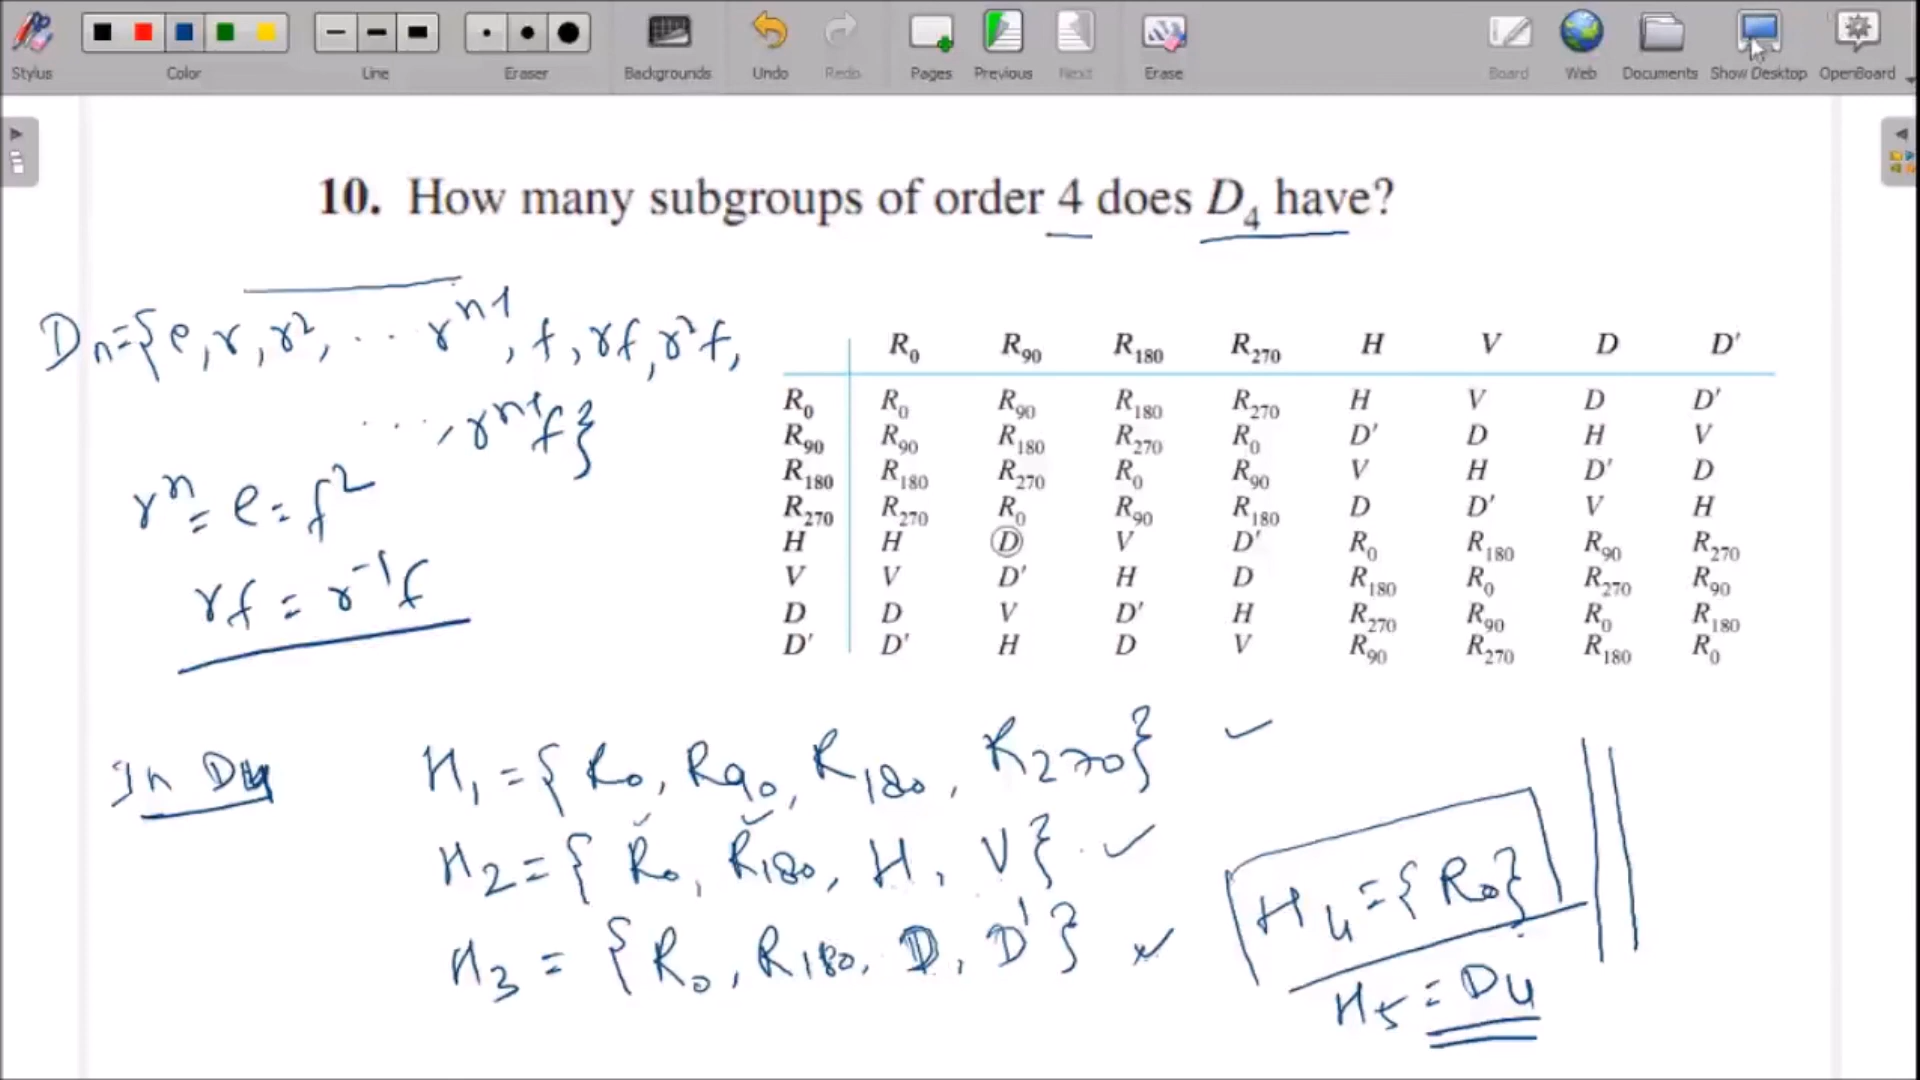 Stylus Color Line Eraser Backgrounds Undo Redo Pages Previous Next Erase Board Web Documents Show Desktop OpenBoard
10. How many subgroups of order 4 does D₄ have?
Dn={e, r, r², ... rⁿ⁻¹, f, rf, r²f,
..., rⁿ⁻¹f}
rⁿ = e = f²
rf = r⁻¹f
R₀ R₉₀ R₁₈₀ R₂₇₀ H V D D'
R₀ R₀ R₉₀ R₁₈₀ R₂₇₀ H V D D'
R₉₀ R₉₀ R₁₈₀ R₂₇₀ R₀ D' D H V
R₁₈₀ R₁₈₀ R₂₇₀ R₀ R₉₀ V H D' D
R₂₇₀ R₂₇₀ R₀ R₉₀ R₁₈₀ D D' V H
H H D V D' R₀ R₁₈₀ R₉₀ R₂₇₀
V V D' H D R₁₈₀ R₀ R₂₇₀ R₉₀
D D V D' H R₂₇₀ R₉₀ R₀ R₁₈₀
D' D' H D V R₉₀ R₂₇₀ R₁₈₀ R₀
In D4
H₁ = {R₀, R₉₀, R₁₈₀, R₂₇₀} ✓
H₂ = {R₀, R₁₈₀, H, V} ✓
H₃ = {R₀, R₁₈₀, D, D'} ✓
H₄ = {R₀}
H₅ = D4